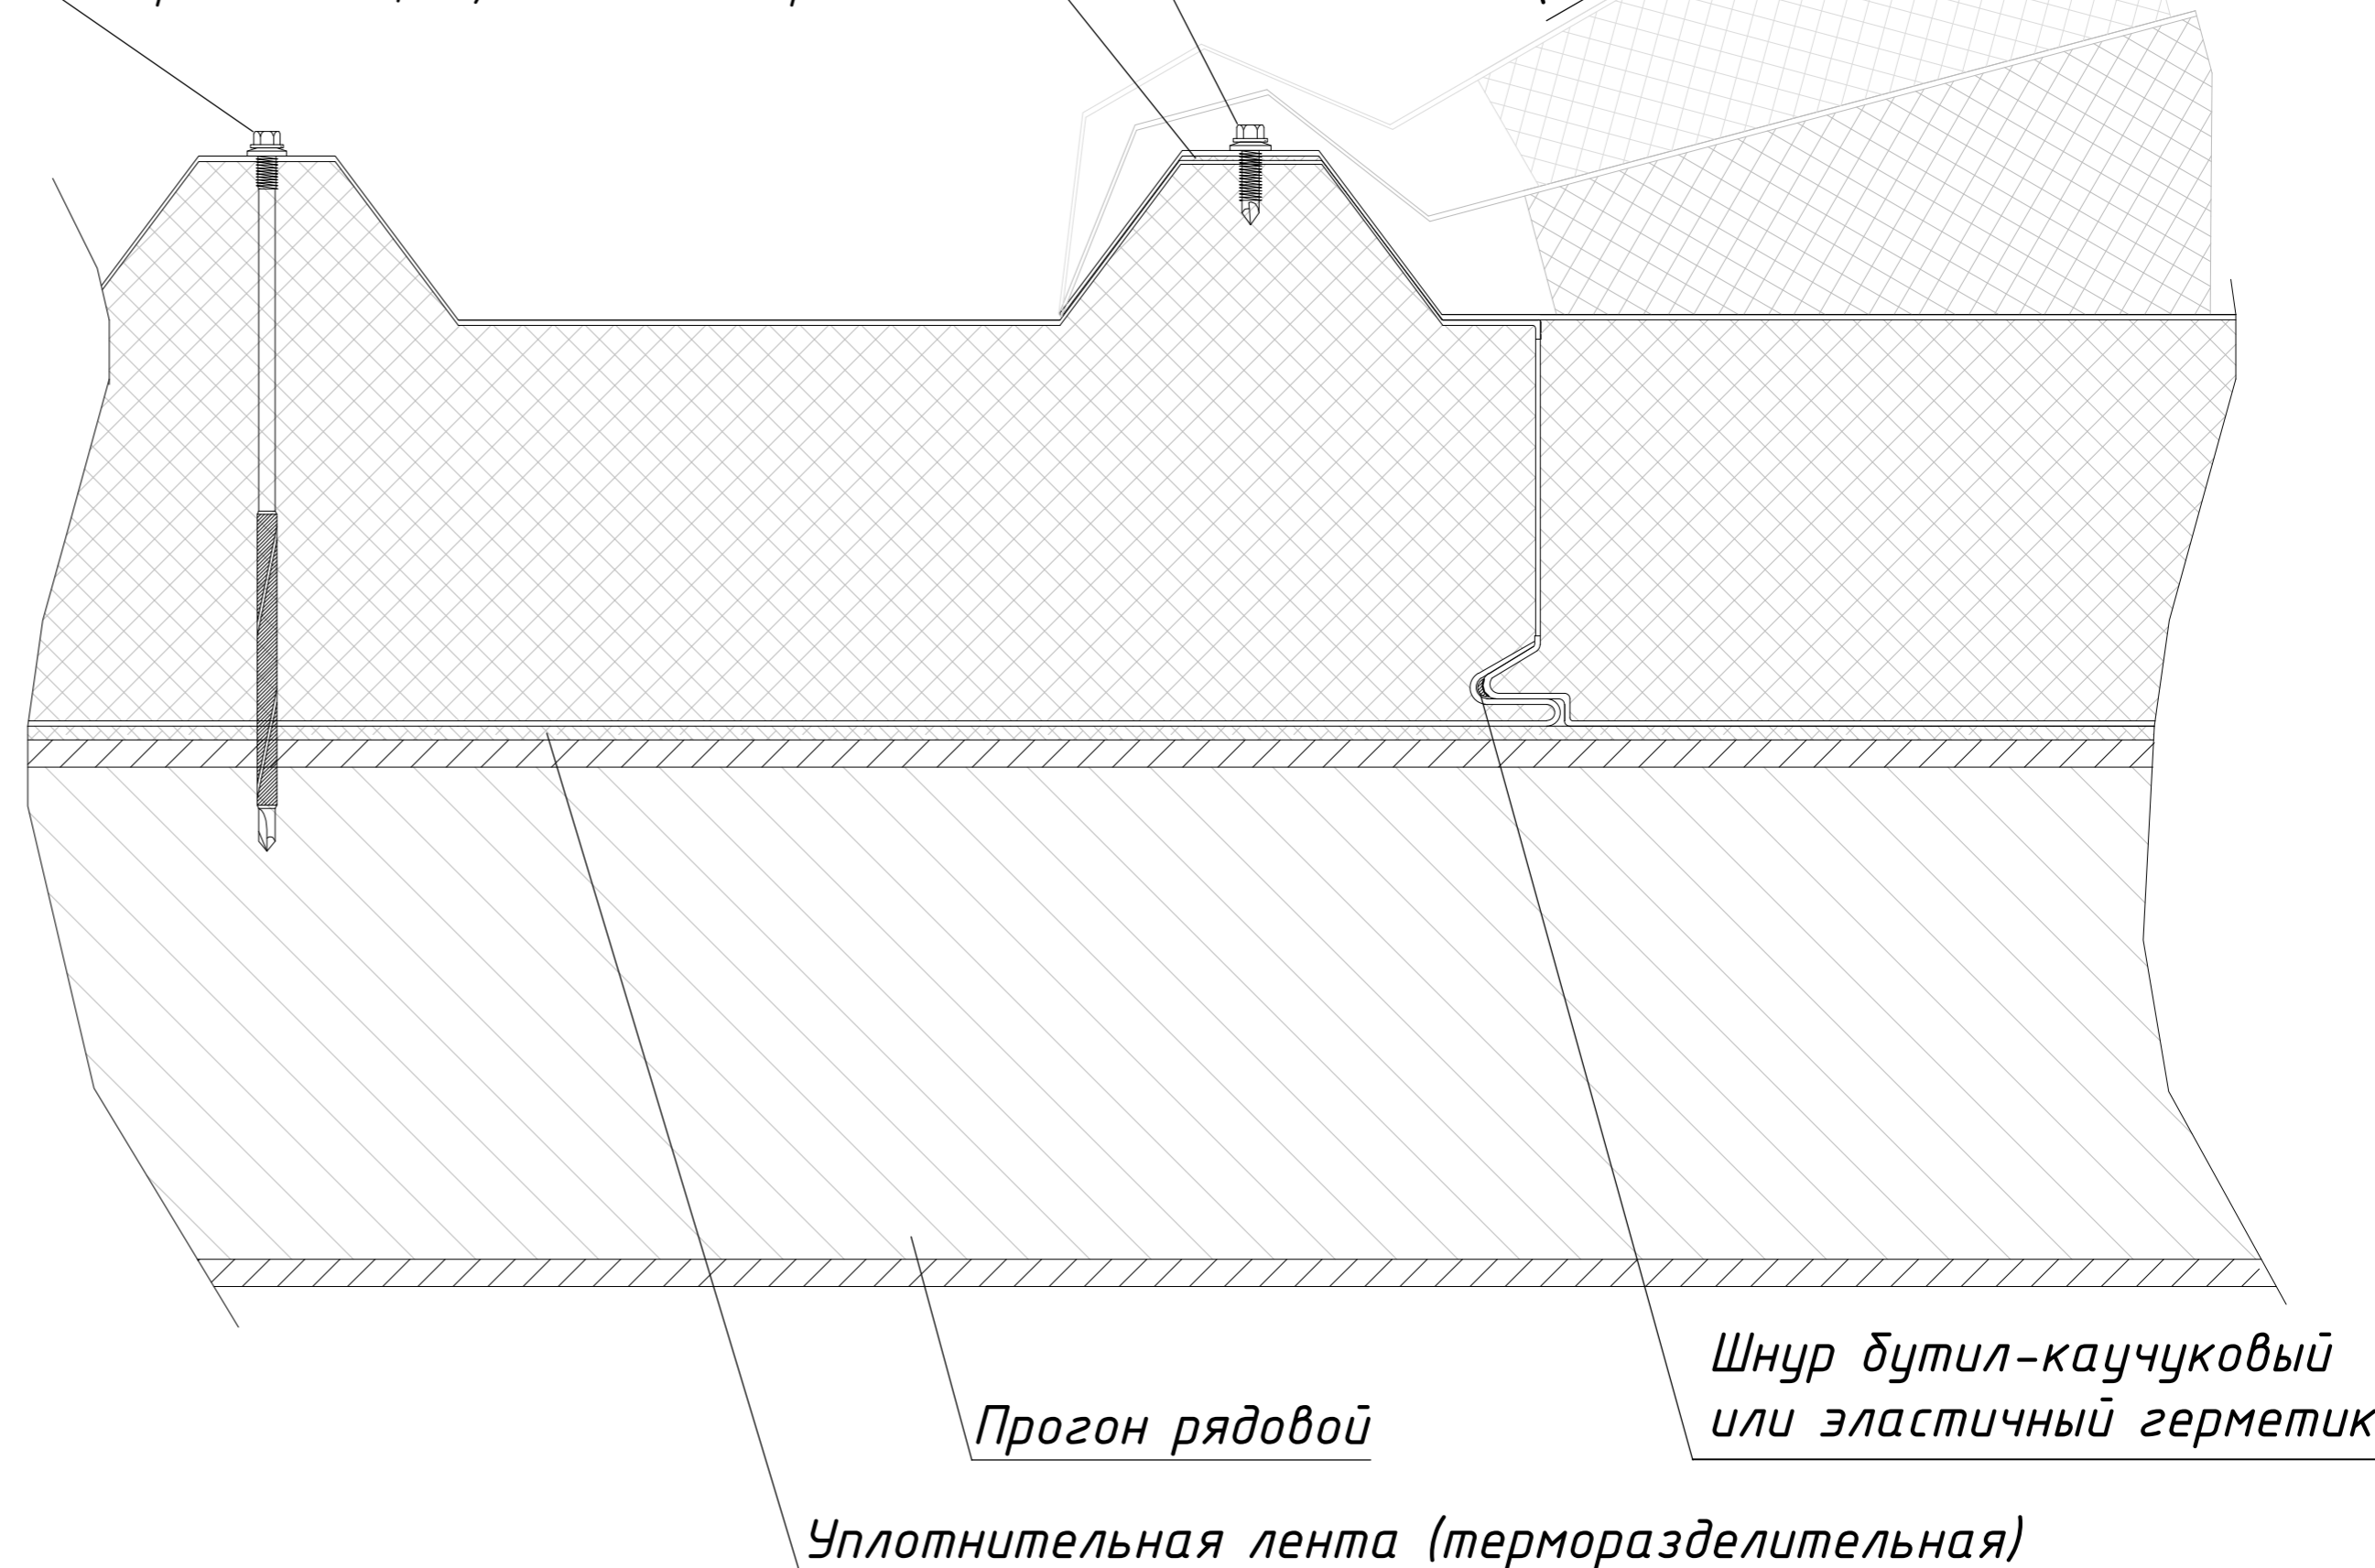 Шнур бутил-каучуковый
или эластичный герметик
Прогон рядовой
Уплотнительная лента (терморазделительная)